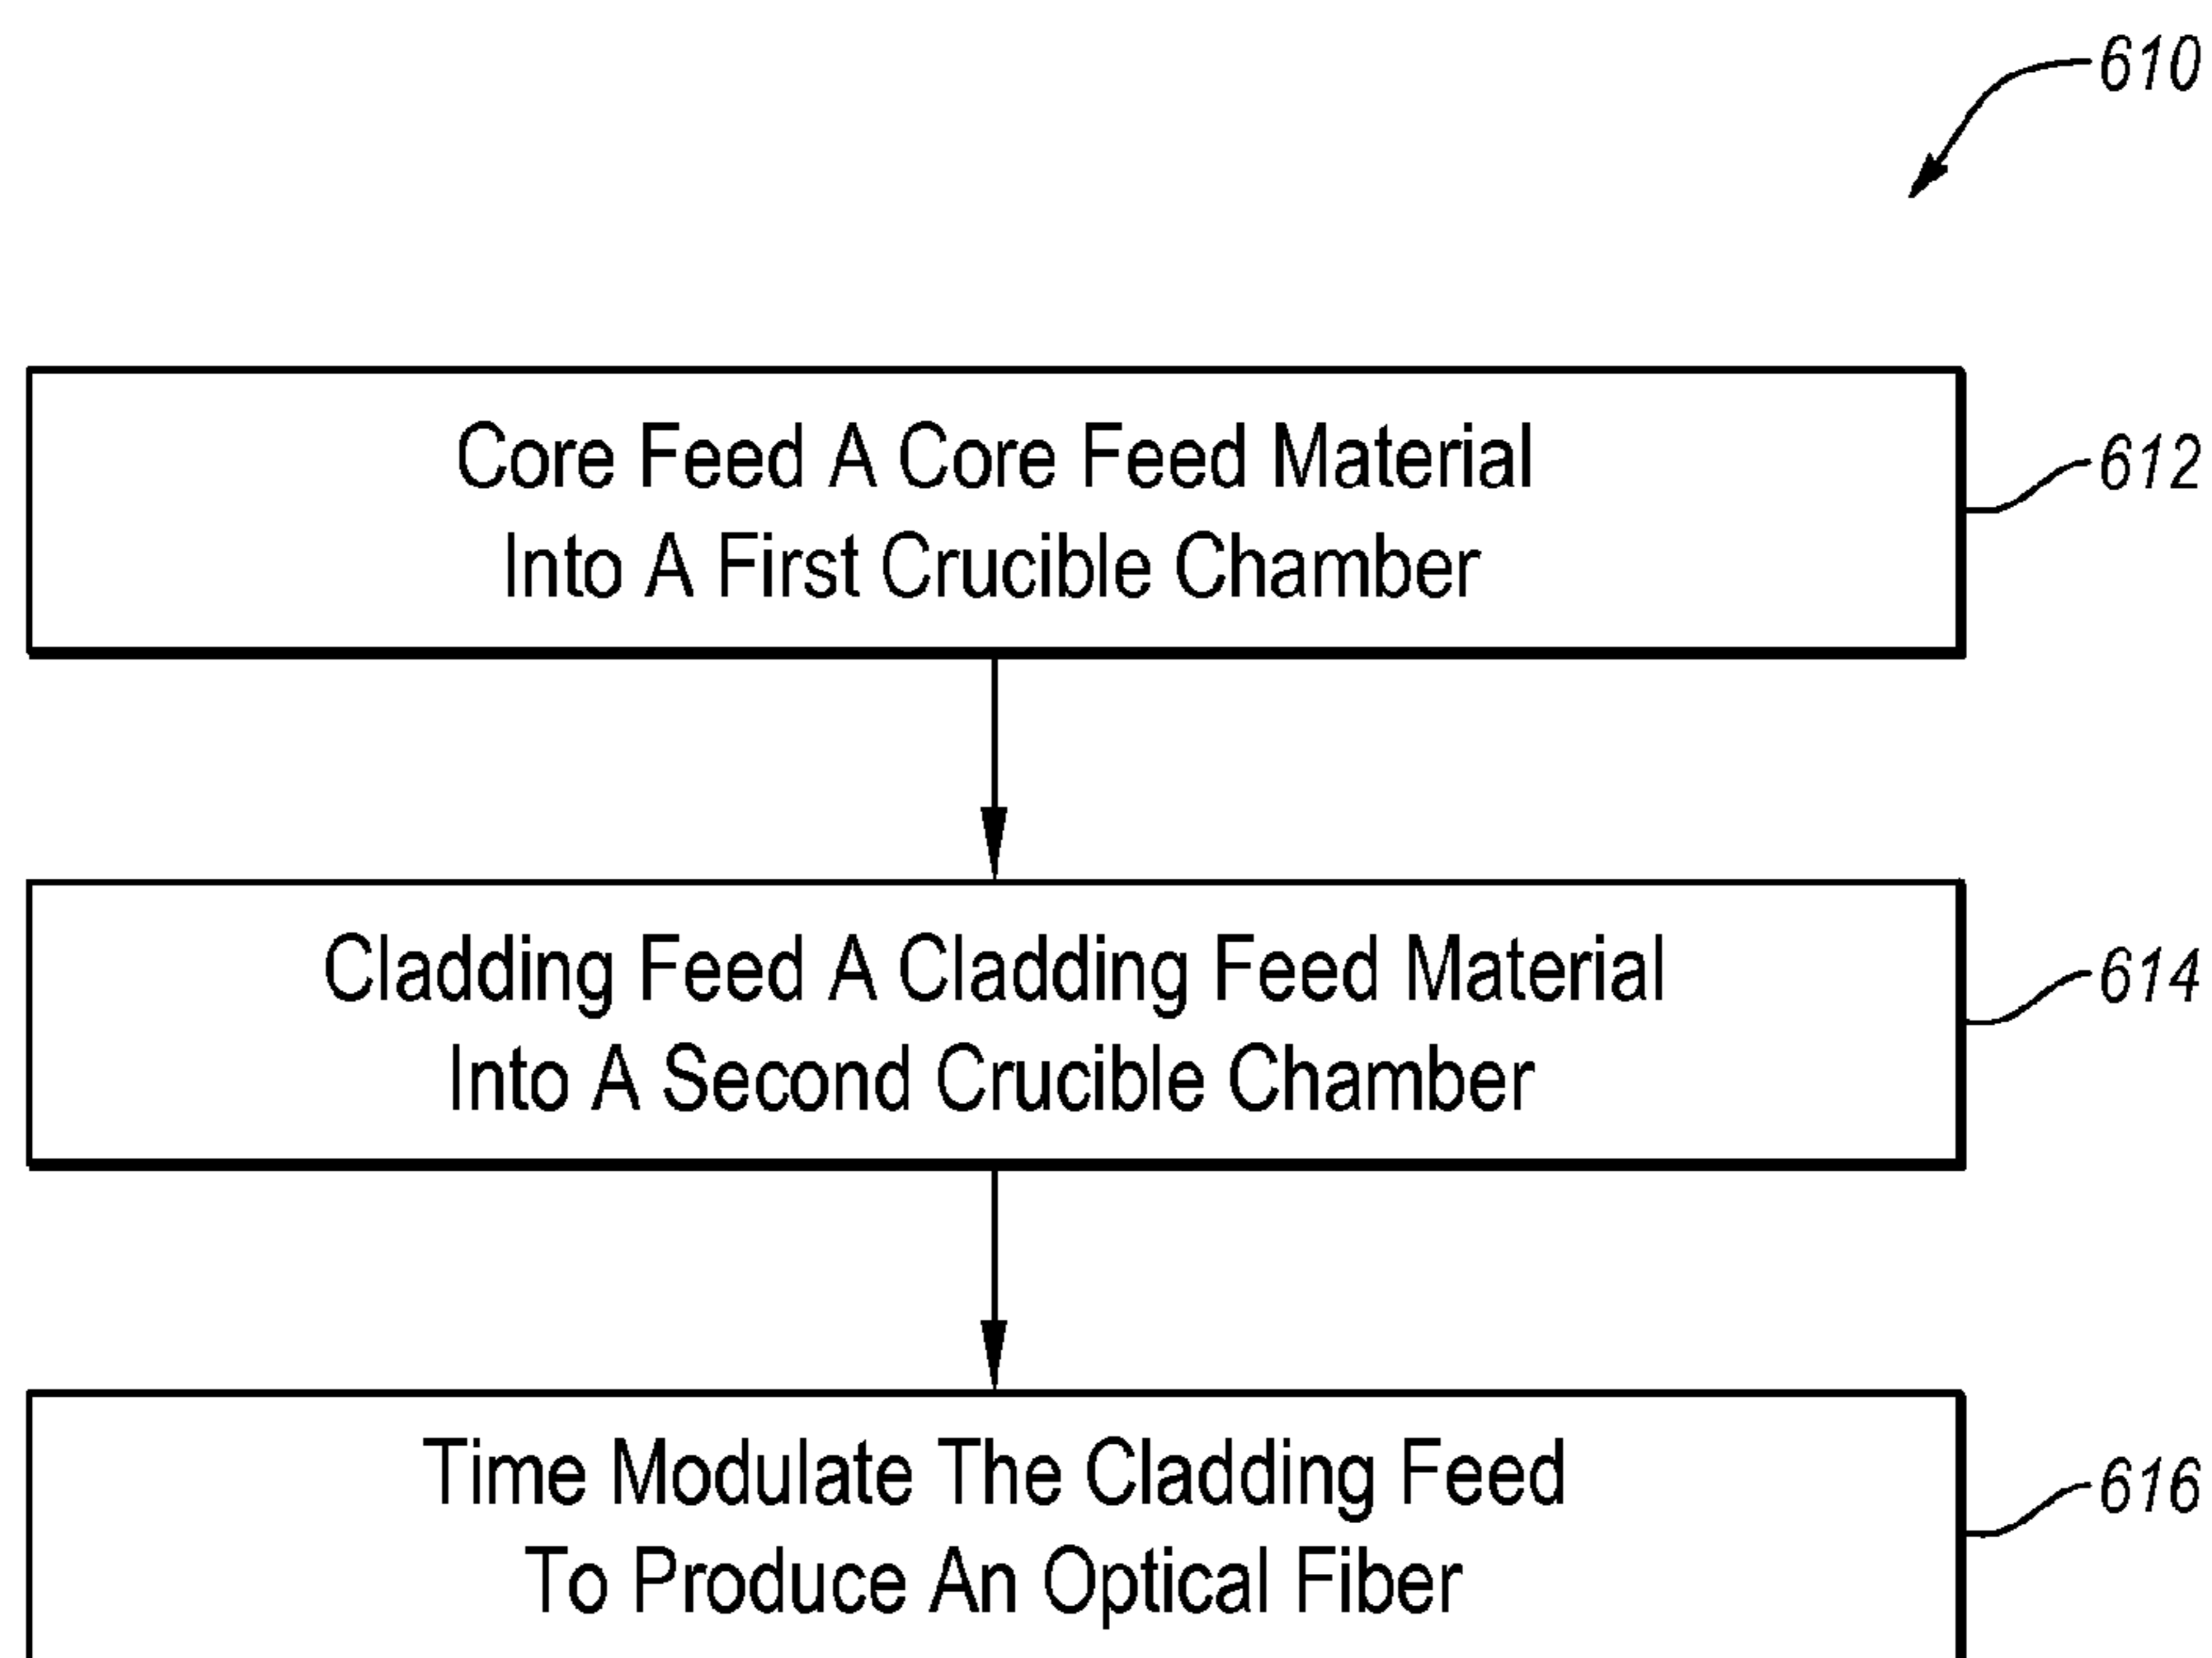 610
Core Feed A Core Feed Material
Into A First Crucible Chamber
612
Cladding Feed A Cladding Feed Material
Into A Second Crucible Chamber
614
Time Modulate The Cladding Feed
To Produce An Optical Fiber
616